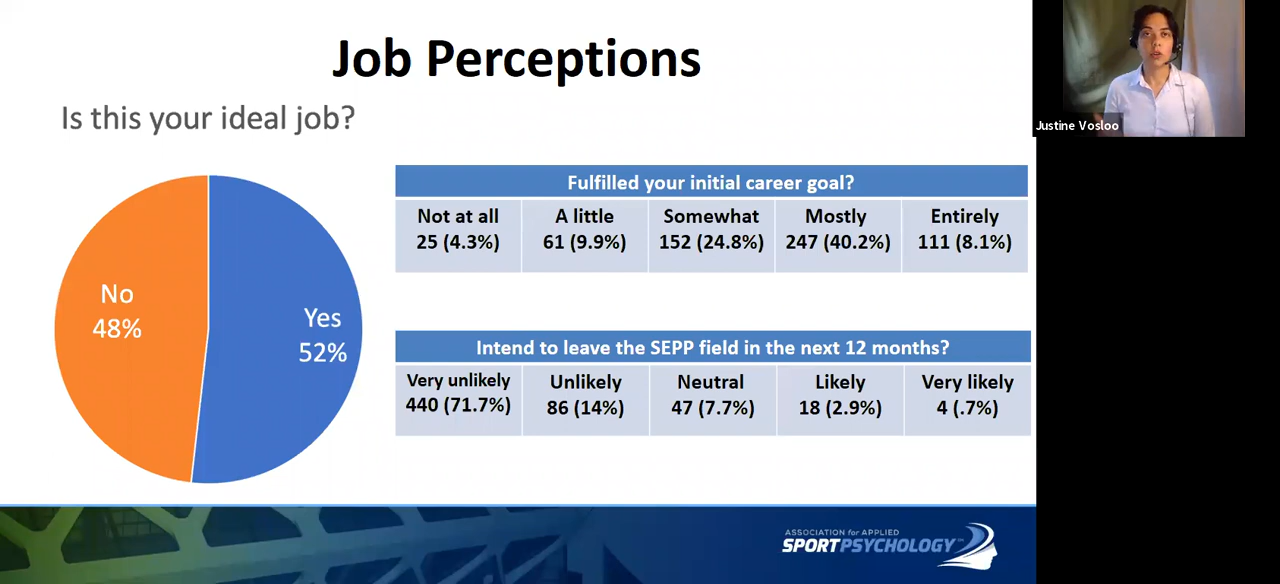 Job Perceptions
Is this your ideal job?
No
48%
Yes
52%
Fulfilled your initial career goal?
Not at all A little Somewhat Mostly Entirely
25 (4.3%) 61 (9.9%) 152 (24.8%) 247 (40.2%) 111 (8.1%)
Intend to leave the SEPP field in the next 12 months?
Very unlikely Unlikely Neutral Likely Very likely
440 (71.7%) 86 (14%) 47 (7.7%) 18 (2.9%) 4 (.7%)
ASSOCIATION for APPLIED
SPORTPSYCHOLOGY
Justine Vosloo